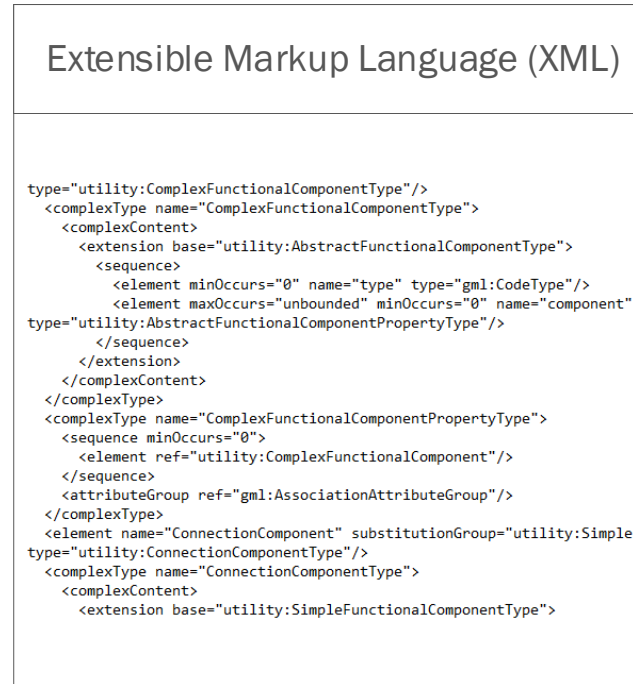 Extensible Markup Language (XML)
type="utility:ComplexFunctionalComponentType"/>
<complexType name="ComplexFunctionalComponentType">
<complexContent>
<extension base="utility:AbstractFunctionalComponentType">
<sequence>
<element minOccurs="0" name="type" type="gml:CodeType"/>
<element maxOccurs="unbounded" minOccurs="0" name="component"
type="utility:AbstractFunctionalComponentPropertyType"/>
</sequence>
</extension>
</complexContent>
</complexType>
<complexType name="ComplexFunctionalComponentPropertyType">
<sequence minOccurs="0">
<element ref="utility:ComplexFunctionalComponent"/>
</sequence>
<attributeGroup ref="gml:AssociationAttributeGroup"/>
</complexType>
<element name="ConnectionComponent" substitutionGroup="utility:Simple
type="utility:ConnectionComponentType"/>
<complexType name="ConnectionComponentType">
<complexContent>
<extension base="utility:SimpleFunctionalComponentType">